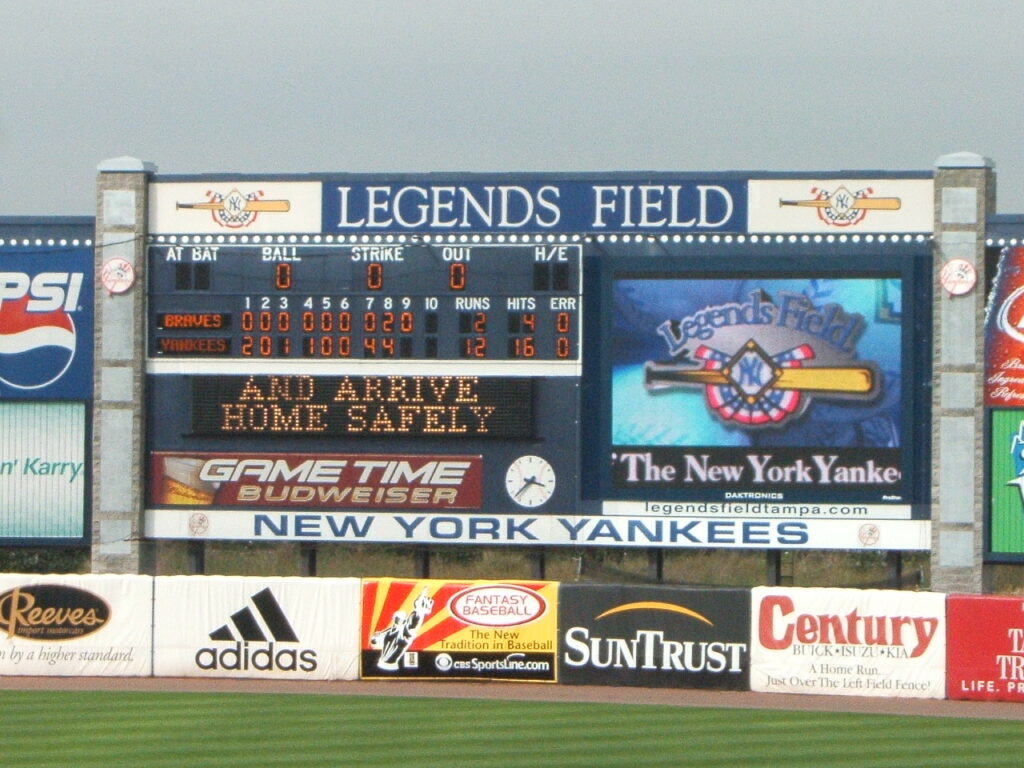 LEGENDS FIELD
AT BAT BALL STRIKE OUT H/E
0 0 0
1 2 3 4 5 6 7 8 9 10 RUNS HITS ERR
BRAVES 0 0 0 0 0 0 0 2 0 2 4 0
YANKEES 2 0 1 1 0 0 4 4 12 16 0
AND ARRIVE
HOME SAFELY
GAME TIME
BUDWEISER
Legends Field
NY
The New York Yanke
DAKTRONICS
legendsfieldtampa.com
NEW YORK YANKEES
PSI
n' Karry
Reeves
import motorcars
n by a higher standard.
adidas
FANTASY
BASEBALL
The New
Tradition in Baseball
CBS SportsLine.com
SUNTRUST
Century
BUICK★ISUZU★KIA
A Home Run.
Just Over The Left Field Fence!
TA
TR
LIFE. PR